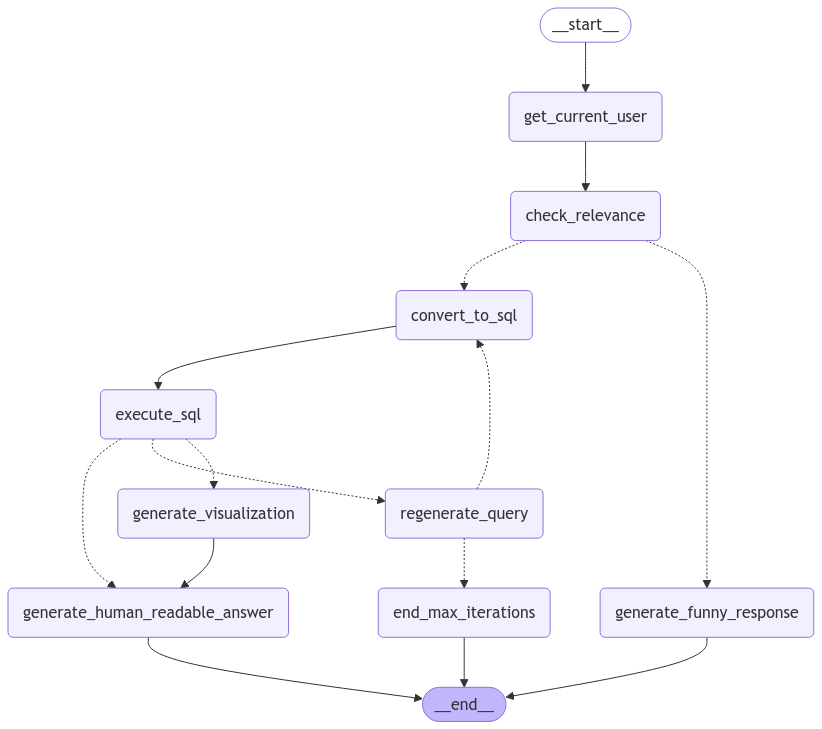 __start__
get_current_user
check_relevance
convert_to_sql
execute_sql
generate_visualization
regenerate_query
generate_human_readable_answer
end_max_iterations
generate_funny_response
__end__